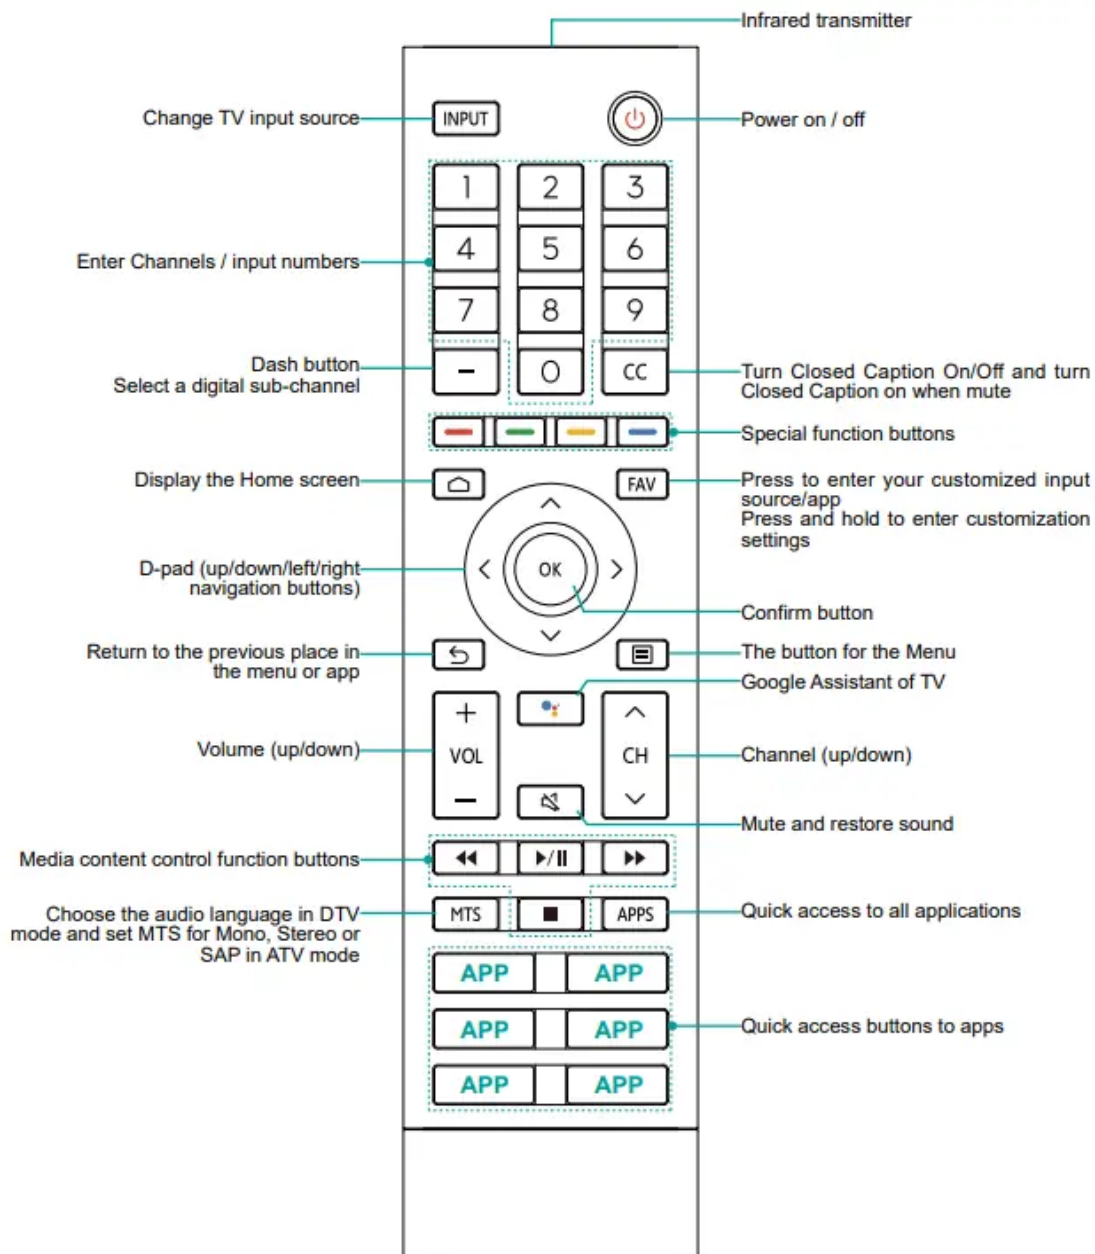 Infrared transmitter
Change TV input source
INPUT
Power on / off
1 2 3
Enter Channels / input numbers
4 5 6
7 8 9
Dash button
Select a digital sub-channel
– 0 CC
Turn Closed Caption On/Off and turn
Closed Caption on when mute
Special function buttons
Display the Home screen
FAV
Press to enter your customized input
source/app
Press and hold to enter customization
settings
D-pad (up/down/left/right
navigation buttons)
OK
Confirm button
Return to the previous place in
the menu or app
The button for the Menu
Google Assistant of TV
Volume (up/down)
+
VOL
–
CH
Channel (up/down)
Mute and restore sound
Media content control function buttons
Choose the audio language in DTV
mode and set MTS for Mono, Stereo or
SAP in ATV mode
MTS
APPS
Quick access to all applications
APP APP
APP APP
Quick access buttons to apps
APP APP